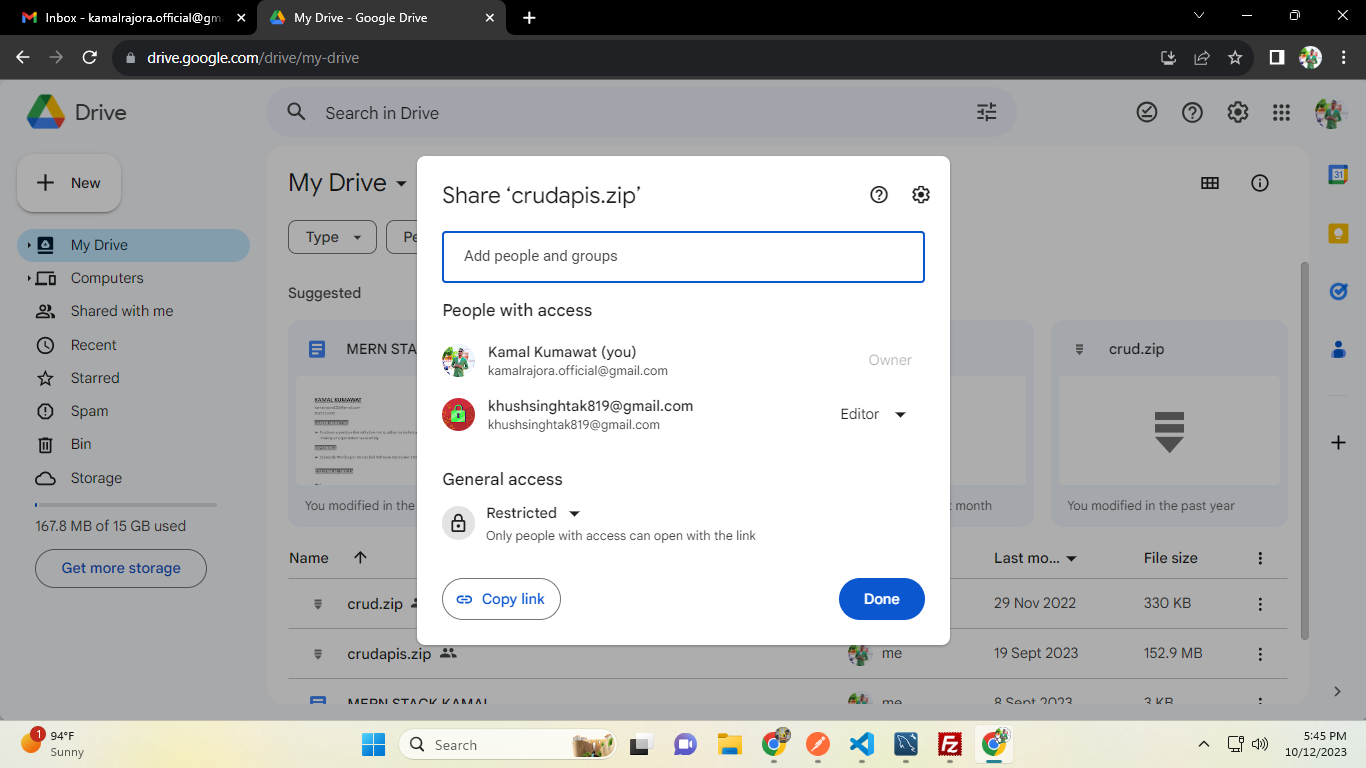 Inbox - kamalrajora.official@gm
My Drive - Google Drive
drive.google.com/drive/my-drive
Drive
Search in Drive
31
New
My Drive
Computers
Shared with me
Recent
Starred
Spam
Bin
Storage
167.8 MB of 15 GB used
Get more storage
My Drive
Type
Pe
Suggested
MERN STA
KAMAL KUMAWAT
You modified in the
t month
crud.zip
You modified in the past year
Share ‘crudapis.zip’
Add people and groups
People with access
Kamal Kumawat (you)
kamalrajora.official@gmail.com
Owner
khushsinghtak819@gmail.com
khushsinghtak819@gmail.com
Editor
General access
Restricted
Only people with access can open with the link
Copy link
Done
Name
Last mo...
File size
crud.zip
29 Nov 2022
330 KB
crudapis.zip
me
19 Sept 2023
152.9 MB
MERN STACK KAMAL
me
8 Sept 2023
3 KB
1
94°F
Sunny
Search
5:45 PM
10/12/2023